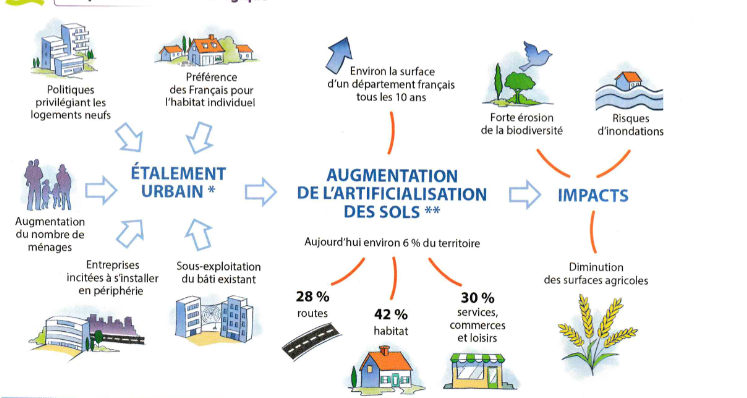 Politiques
privilégiant les
logements neufs
Préférence
des Français pour
l'habitat individuel
Environ la surface
d'un département français
tous les 10 ans
Forte érosion
de la biodiversité
Risques
d'inondations
Augmentation
du nombre de
ménages
ÉTALEMENT
URBAIN *
AUGMENTATION
DE L'ARTIFICIALISATION
DES SOLS **
Aujourd'hui environ 6 % du territoire
IMPACTS
Entreprises
incitées à s'installer
en périphérie
Sous-exploitation
du bâti existant
28 %
routes
42 %
habitat
30 %
services,
commerces
et loisirs
Diminution
des surfaces agricoles